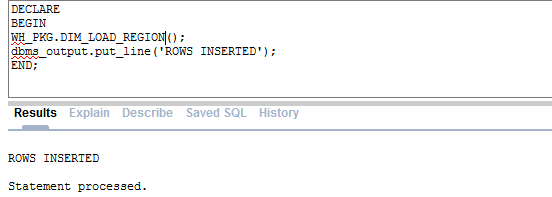 DECLARE
BEGIN
WH_PKG.DIM_LOAD_REGION();
dbms_output.put_line('ROWS INSERTED');
END;
Results Explain Describe Saved SQL History
ROWS INSERTED
Statement processed.